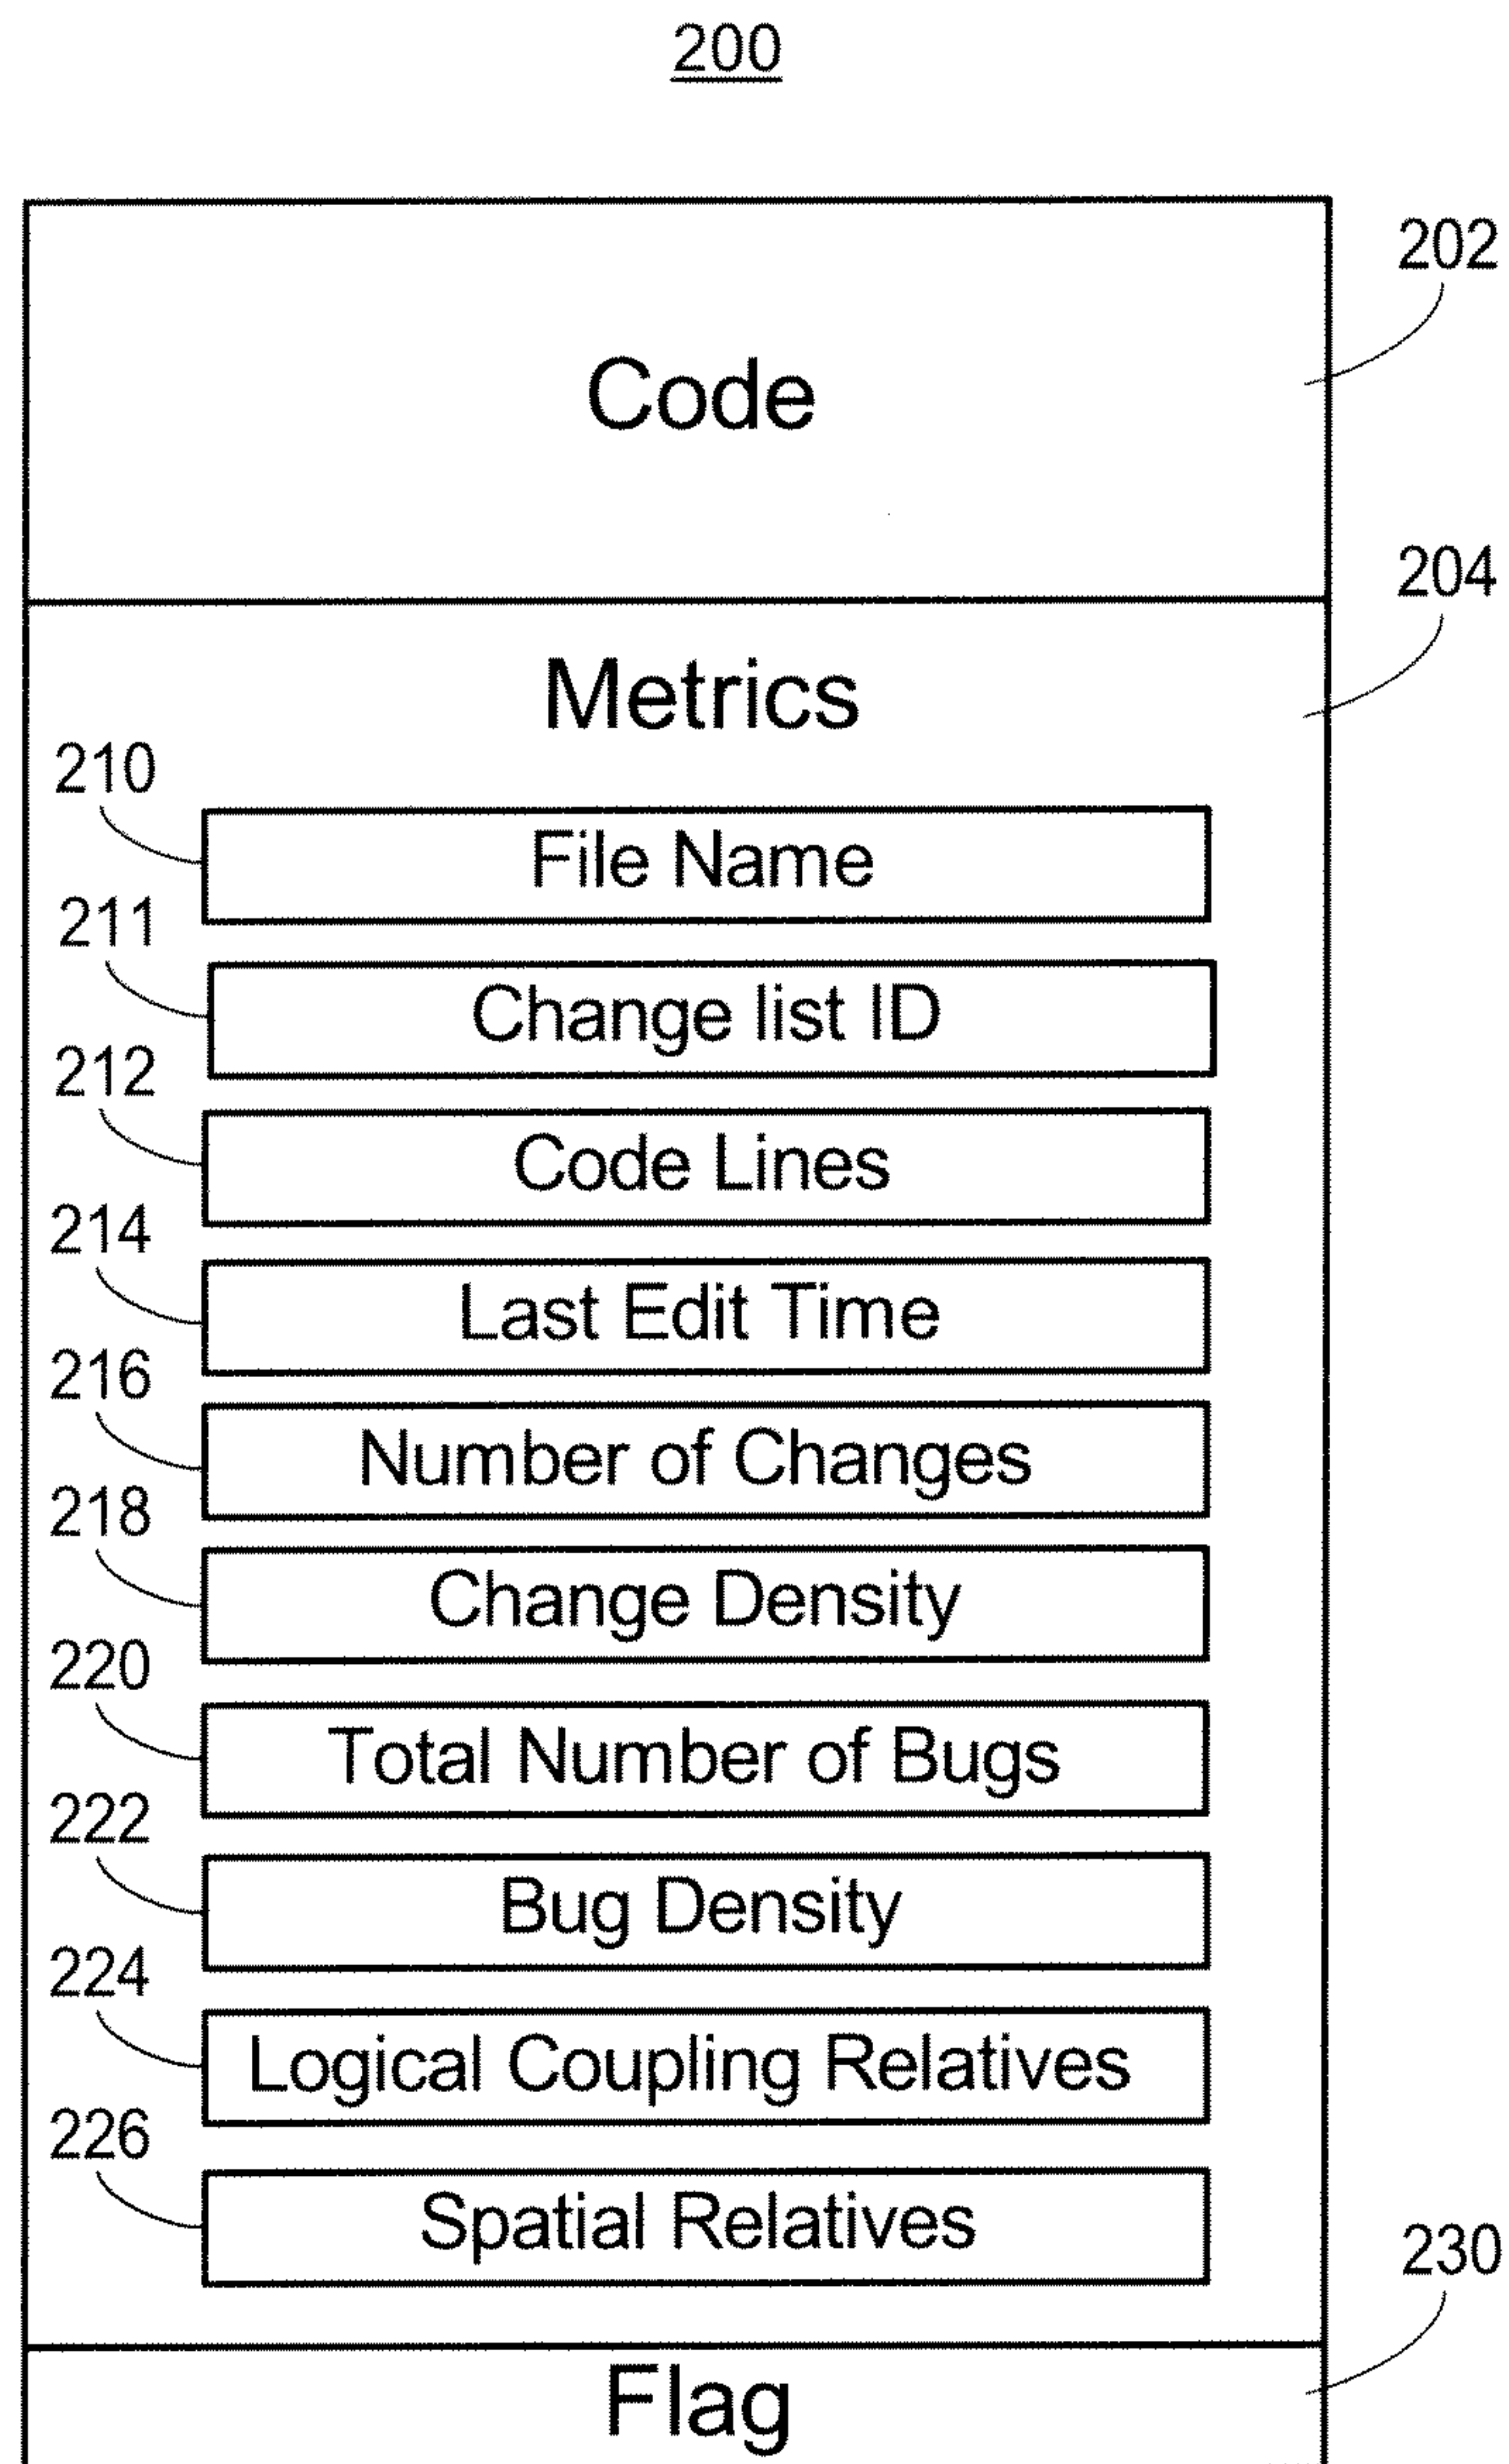 200
202
Code
204
Metrics
210
File Name
211
Change list ID
212
Code Lines
214
Last Edit Time
216
Number of Changes
218
Change Density
220
Total Number of Bugs
222
Bug Density
224
Logical Coupling Relatives
226
Spatial Relatives
230
Flag